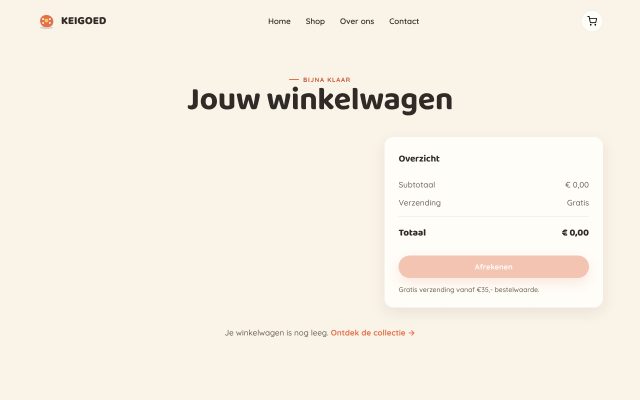 KEIGOED
Home Shop Over ons Contact
BIJNA KLAAR
Jouw winkelwagen
Overzicht
Subtotaal € 0,00
Verzending Gratis
Totaal € 0,00
Afrekenen
Gratis verzending vanaf €35,- bestelwaarde.
Je winkelwagen is nog leeg. Ontdek de collectie →